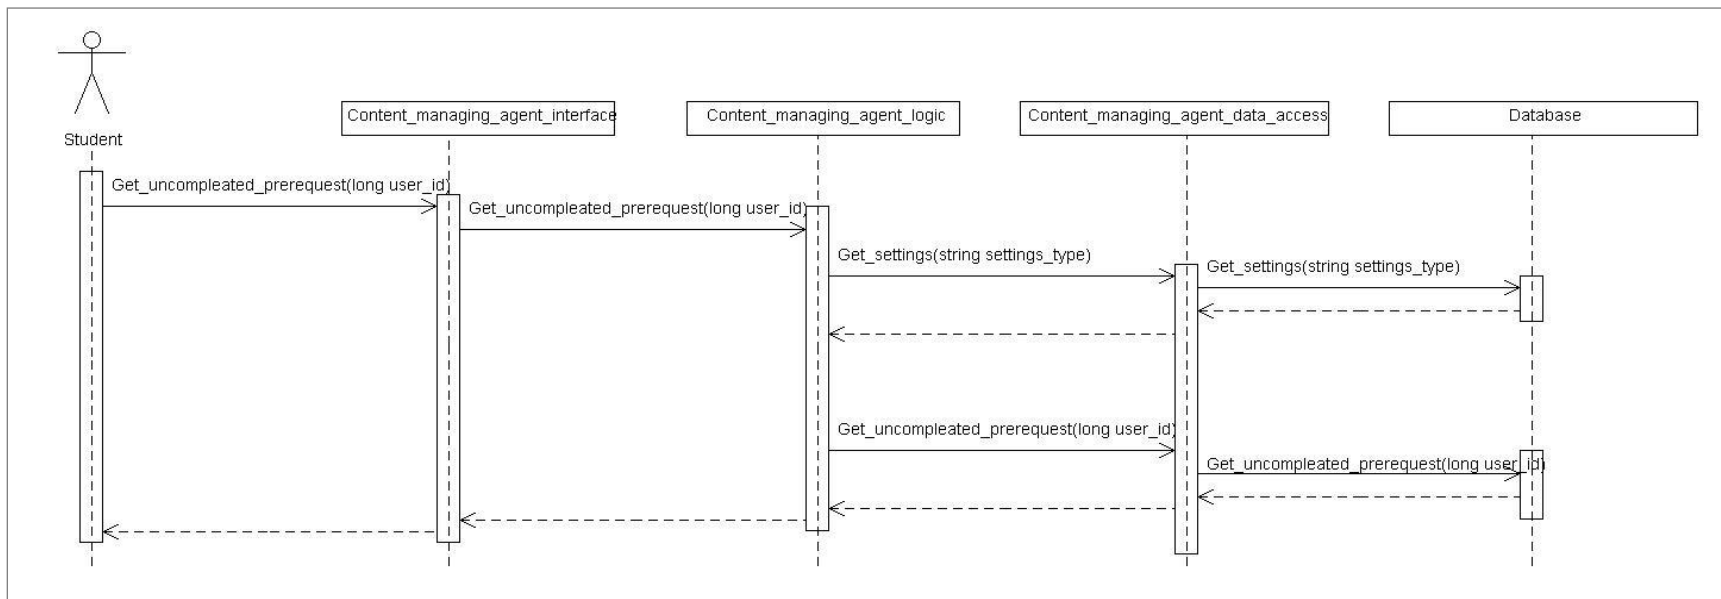 Student
Content_managing_agent_interface
Content_managing_agent_logic
Content_managing_agent_data_access
Database
Get_uncompleated_prerequest(long user_id)
Get_uncompleated_prerequest(long user_id)
Get_settings(string settings_type)
Get_settings(string settings_type)
Get_uncompleated_prerequest(long user_id)
Get_uncompleated_prerequest(long user_id)